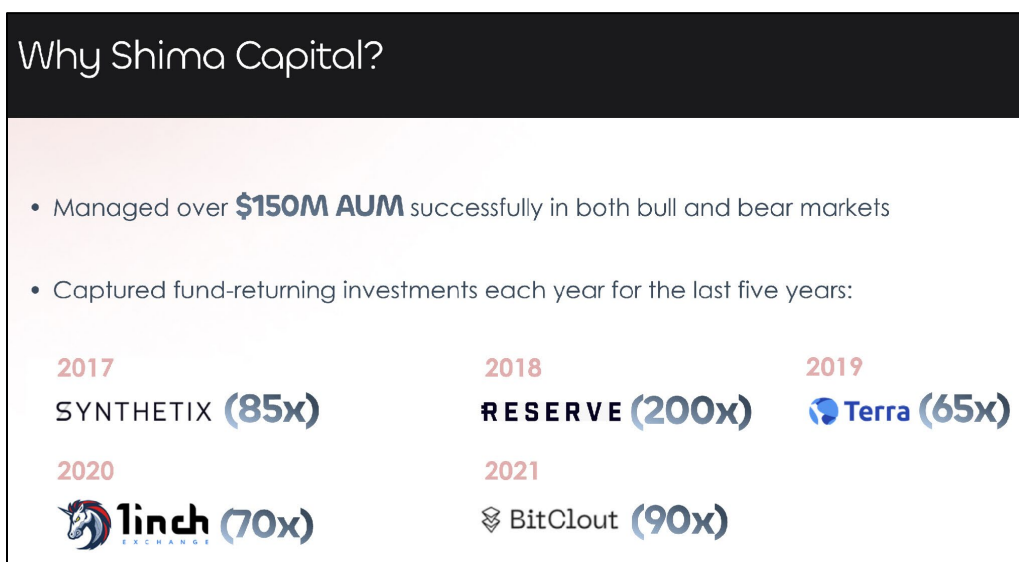 Why Shima Capital?
• Managed over $150M AUM successfully in both bull and bear markets
• Captured fund-returning investments each year for the last five years:
2017 2018 2019
SYNTHETIX (85x) RESERVE (200x) Terra (65x)
2020 2021
1inch (70x) BitClout (90x)
EXCHANGE